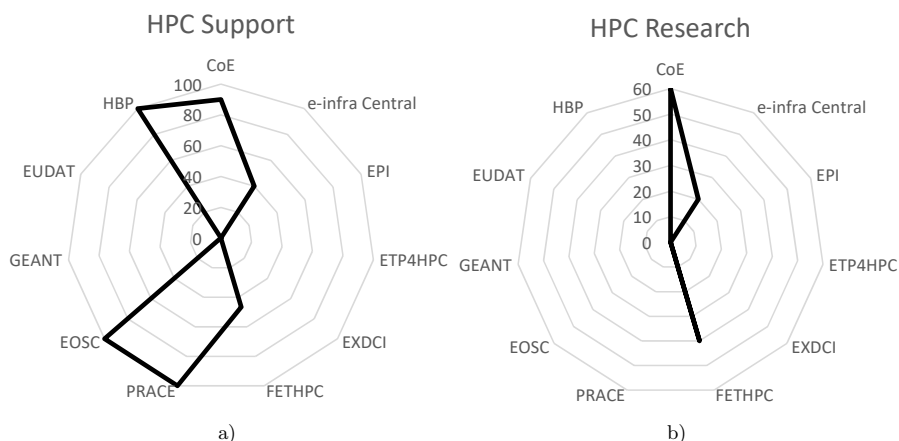 HPC Support
CoE
100
80
60
40
20
0
e-infra Central
EPI
ETP4HPC
EXDCI
FETHPC
PRACE
EOSC
GEANT
EUDAT
HBP
a)
HPC Research
CoE
60
50
40
30
20
10
0
e-infra Central
EPI
ETP4HPC
EXDCI
FETHPC
PRACE
EOSC
GEANT
EUDAT
HBP
b)